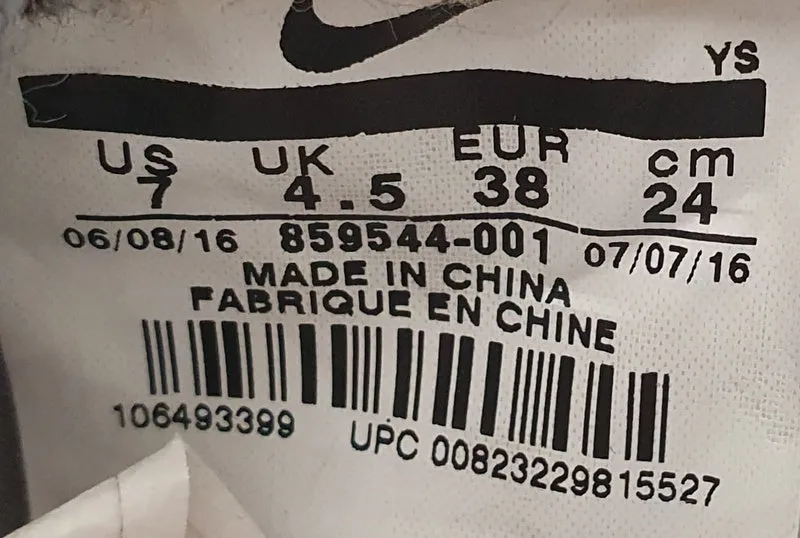 YS
US UK EUR cm
7 4.5 38 24
06/08/16 859544-001 07/07/16
MADE IN CHINA
FABRIQUE EN CHINE
106493399 UPC 00823229815527